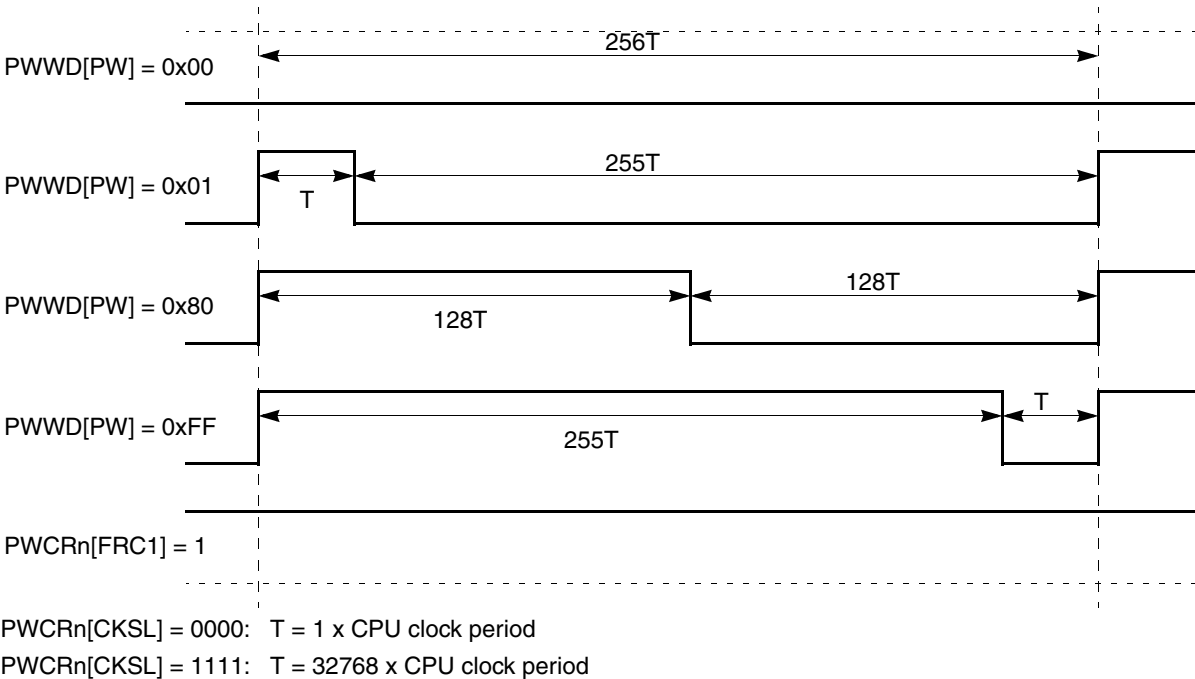 256T
PWWD[PW] = 0x00
255T
PWWD[PW] = 0x01
T
128T
PWWD[PW] = 0x80
128T
T
PWWD[PW] = 0xFF
255T
PWCRn[FRC1] = 1
PWCRn[CKSL] = 0000: T = 1 x CPU clock period
PWCRn[CKSL] = 1111: T = 32768 x CPU clock period